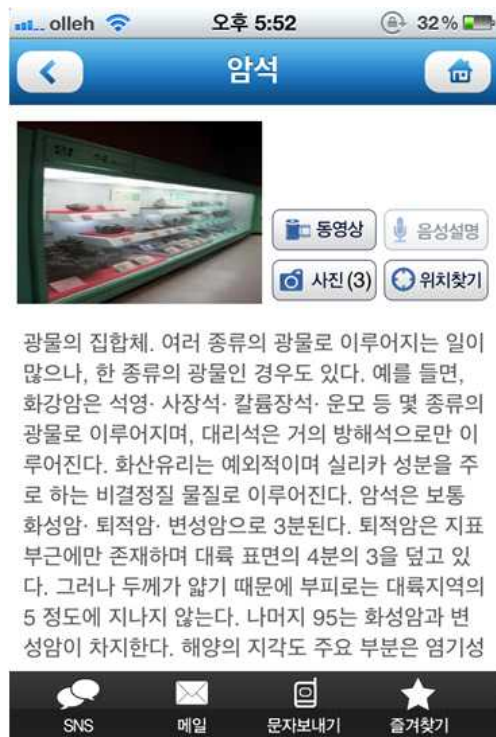 olleh 오후 5:52 32%
암석
동영상 음성설명
사진 (3) 위치찾기
광물의 집합체. 여러 종류의 광물로 이루어지는 일이
많으나, 한 종류의 광물인 경우도 있다. 예를 들면,
화강암은 석영· 사장석· 칼륨장석· 운모 등 몇 종류의
광물로 이루어지며, 대리석은 거의 방해석으로만 이
루어진다. 화산유리는 예외적이며 실리카 성분을 주
로 하는 비결정질 물질로 이루어진다. 암석은 보통
화성암· 퇴적암· 변성암으로 3분된다. 퇴적암은 지표
부근에만 존재하며 대륙 표면의 4분의 3을 덮고 있
다. 그러나 두께가 얇기 때문에 부피로는 대륙지역의
5 정도에 지나지 않는다. 나머지 95는 화성암과 변
성암이 차지한다. 해양의 지각도 주요 부분은 염기성
SNS 메일 문자보내기 즐겨찾기